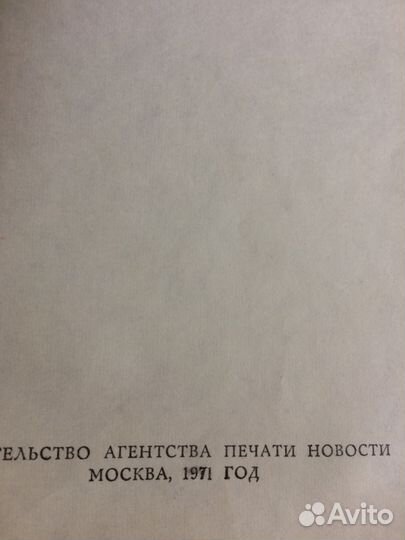 ТЕЛЬСТВО АГЕНТСТВА ПЕЧАТИ НОВОСТИ
МОСКВА, 1971 ГОД
Avito